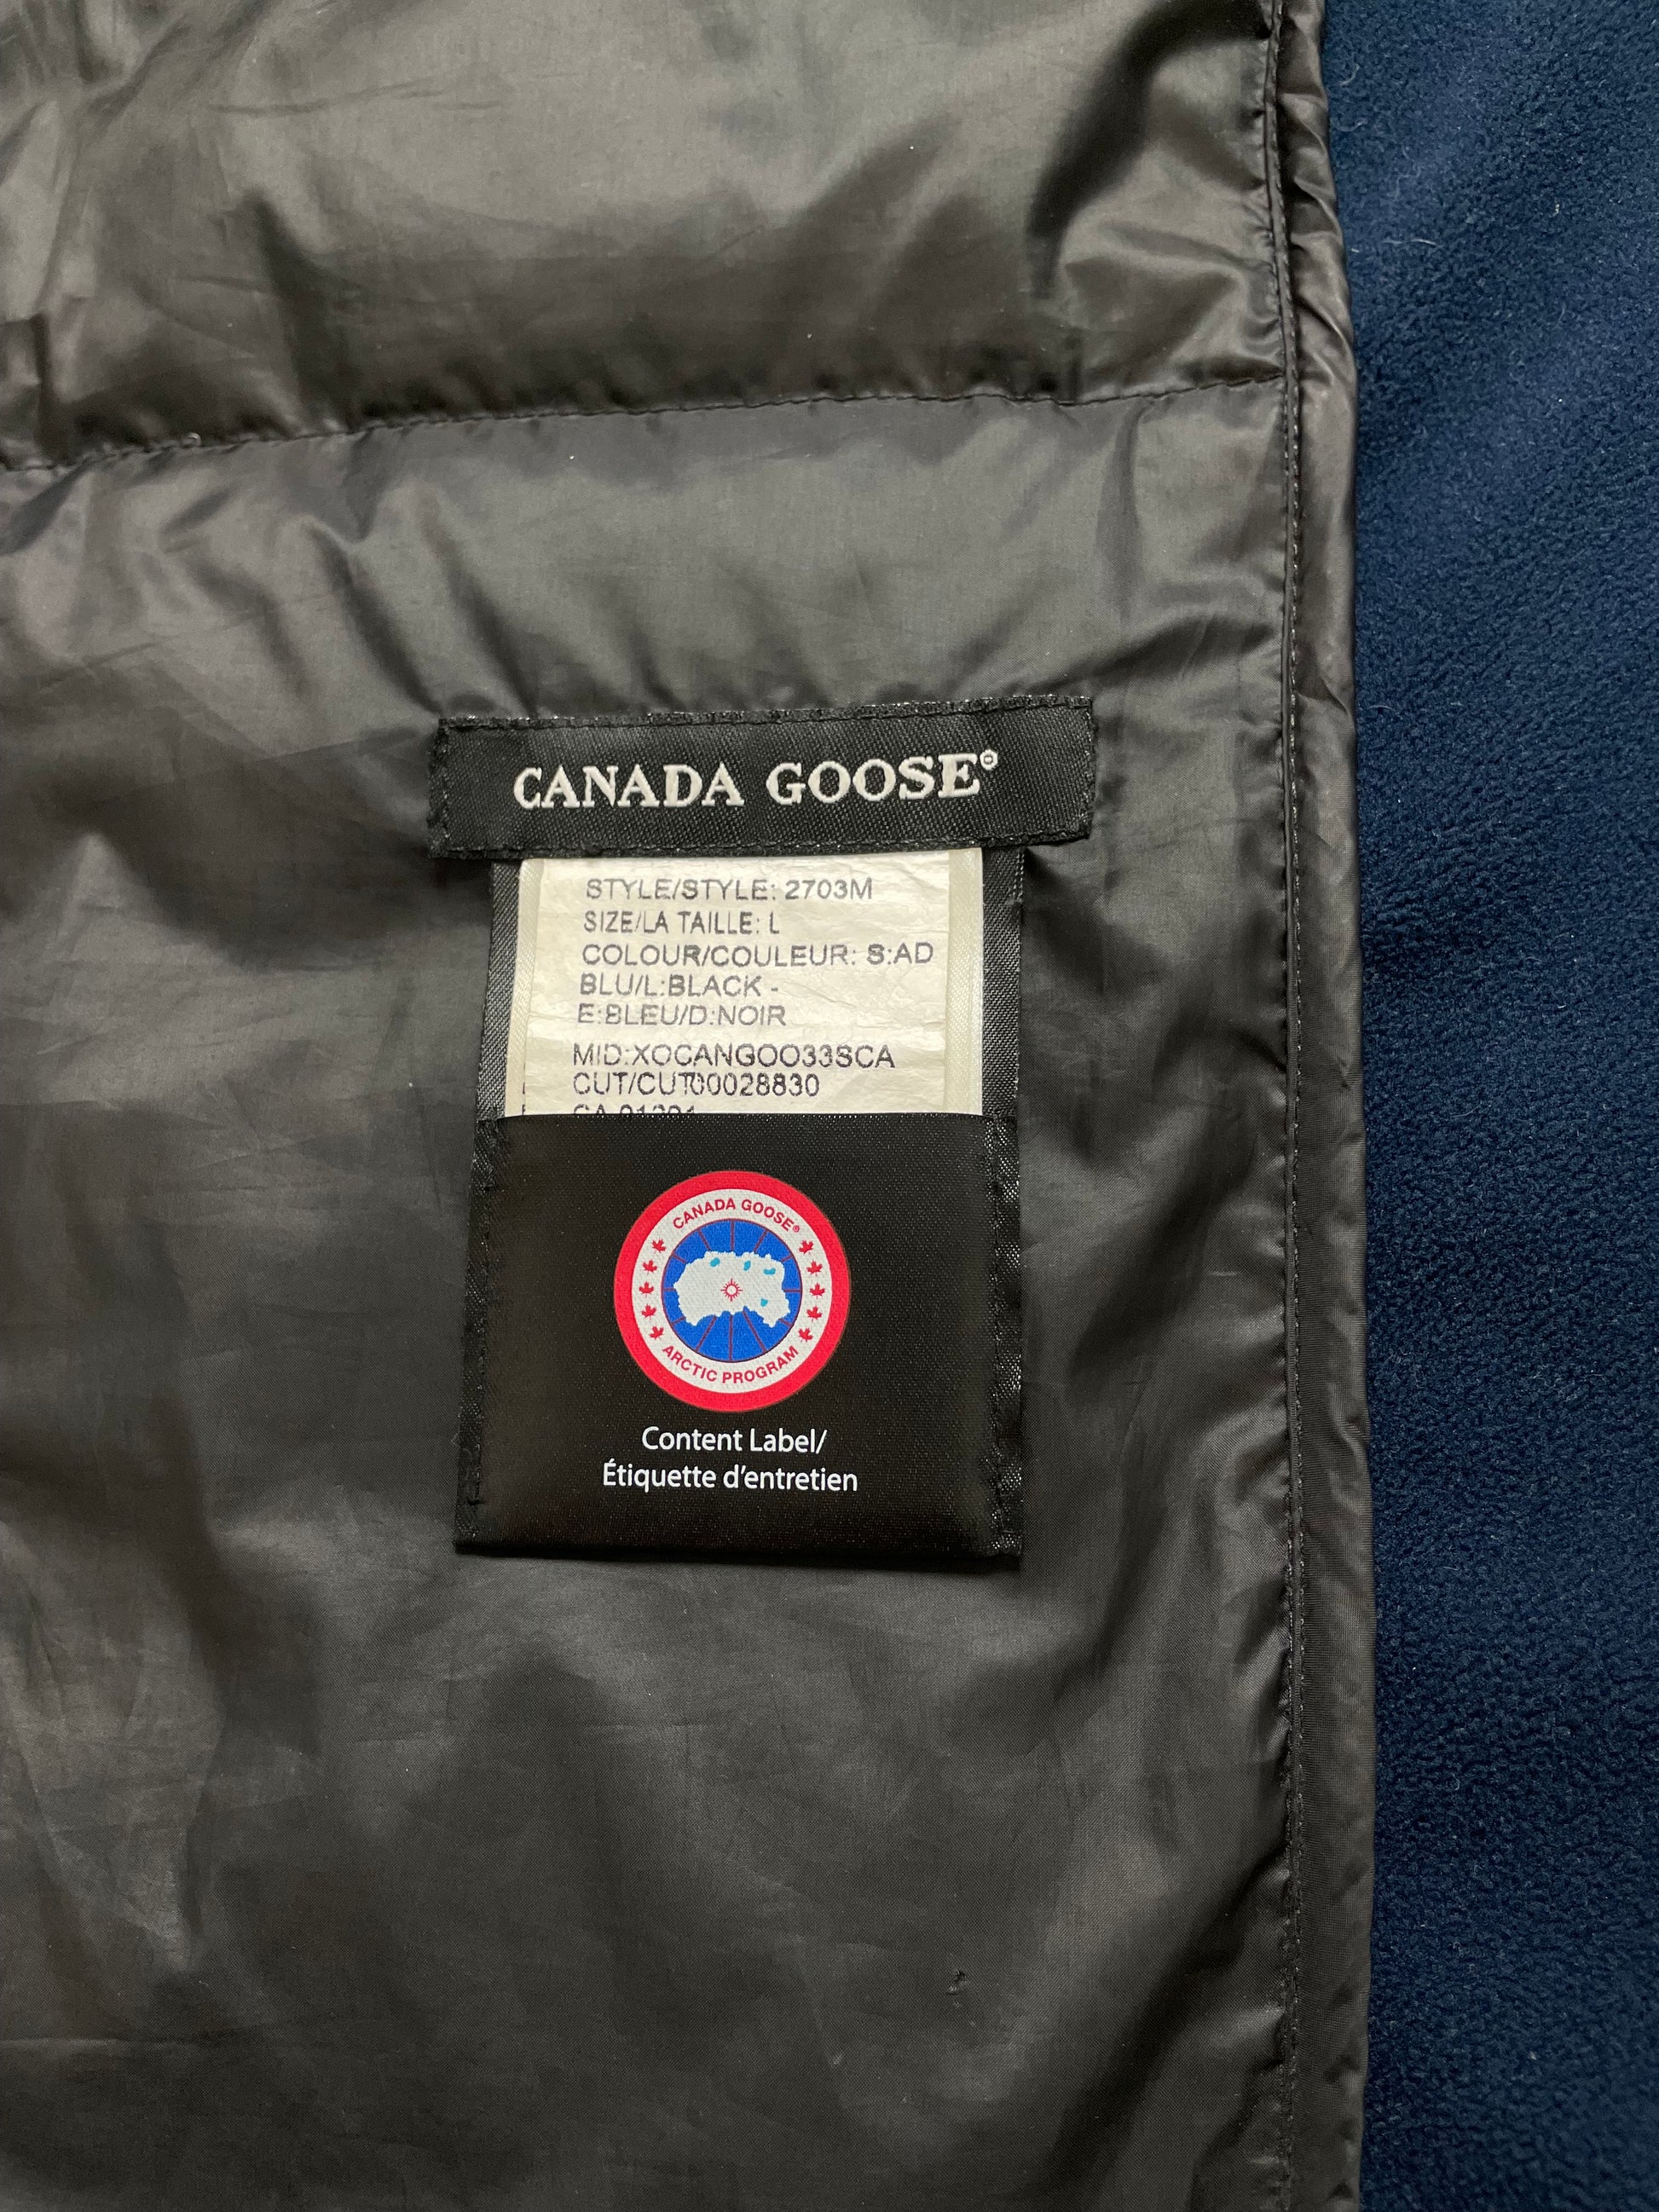 CANADA GOOSE®
STYLE/STYLE: 2703M
SIZE/LA TAILLE: L
COLOUR/COULEUR: S:AD
BLU/L:BLACK -
E:BLEU/D:NOIR
MID:XOCANGOO33SCA
CUT/CUT00028830
CANADA GOOSE®
ARCTIC PROGRAM
Content Label/
Étiquette d'entretien